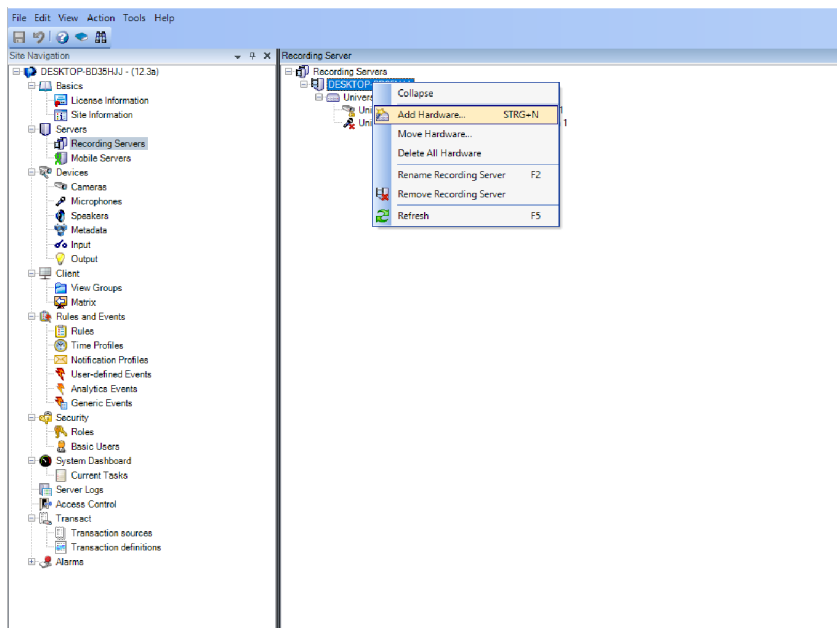 File Edit View Action Tools Help
Site Navigation
DESKTOP-BD35HJJ - (12.3a)
Basics
License Information
Site Information
Servers
Recording Servers
Mobile Servers
Devices
Cameras
Microphones
Speakers
Metadata
Input
Output
Client
View Groups
Matrix
Rules and Events
Rules
Time Profiles
Notification Profiles
User-defined Events
Analytics Events
Generic Events
Security
Roles
Basic Users
System Dashboard
Current Tasks
Server Logs
Access Control
Transact
Transaction sources
Transaction definitions
Alarms
Recording Server
Recording Servers
Collapse
Add Hardware... STRG+N
Move Hardware...
Delete All Hardware
Rename Recording Server F2
Remove Recording Server
Refresh F5
1
1